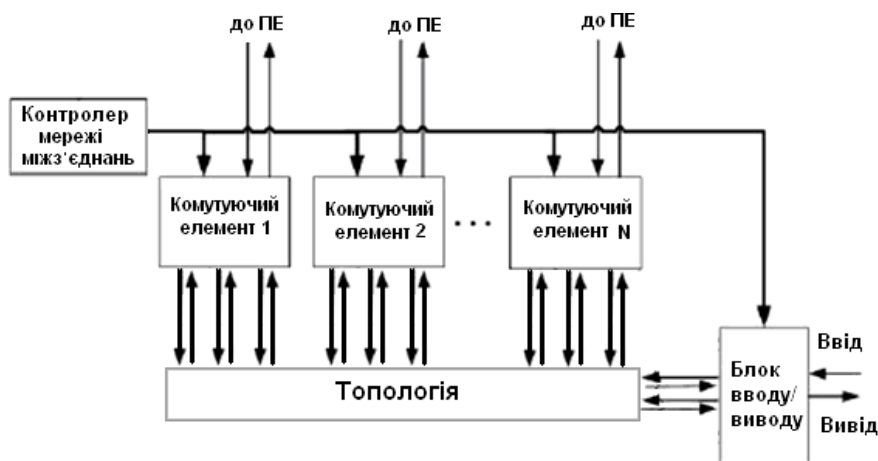 до ПЕ
до ПЕ
до ПЕ
Контролер
мережі
міжз'єднань
Комутуючий
елемент 1
Комутуючий
елемент 2
. . .
Комутуючий
елемент N
Топологія
Блок
вводу/
виводу
Ввід
Вивід